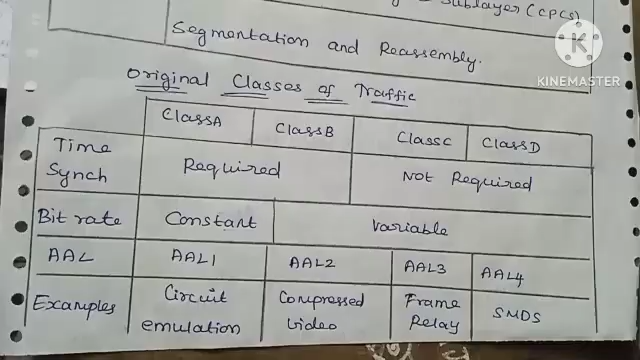 Sublayer (CPCS)
Segmentation and Reassembly.
KINEMASTER
Original Classes of Traffic
ClassA ClassB ClassC ClassD
Time Synch Required Not Required
Bit rate Constant Variable
AAL AAL1 AAL2 AAL3 AAL4
Examples Circuit emulation Compressed Video Frame Relay SMDS